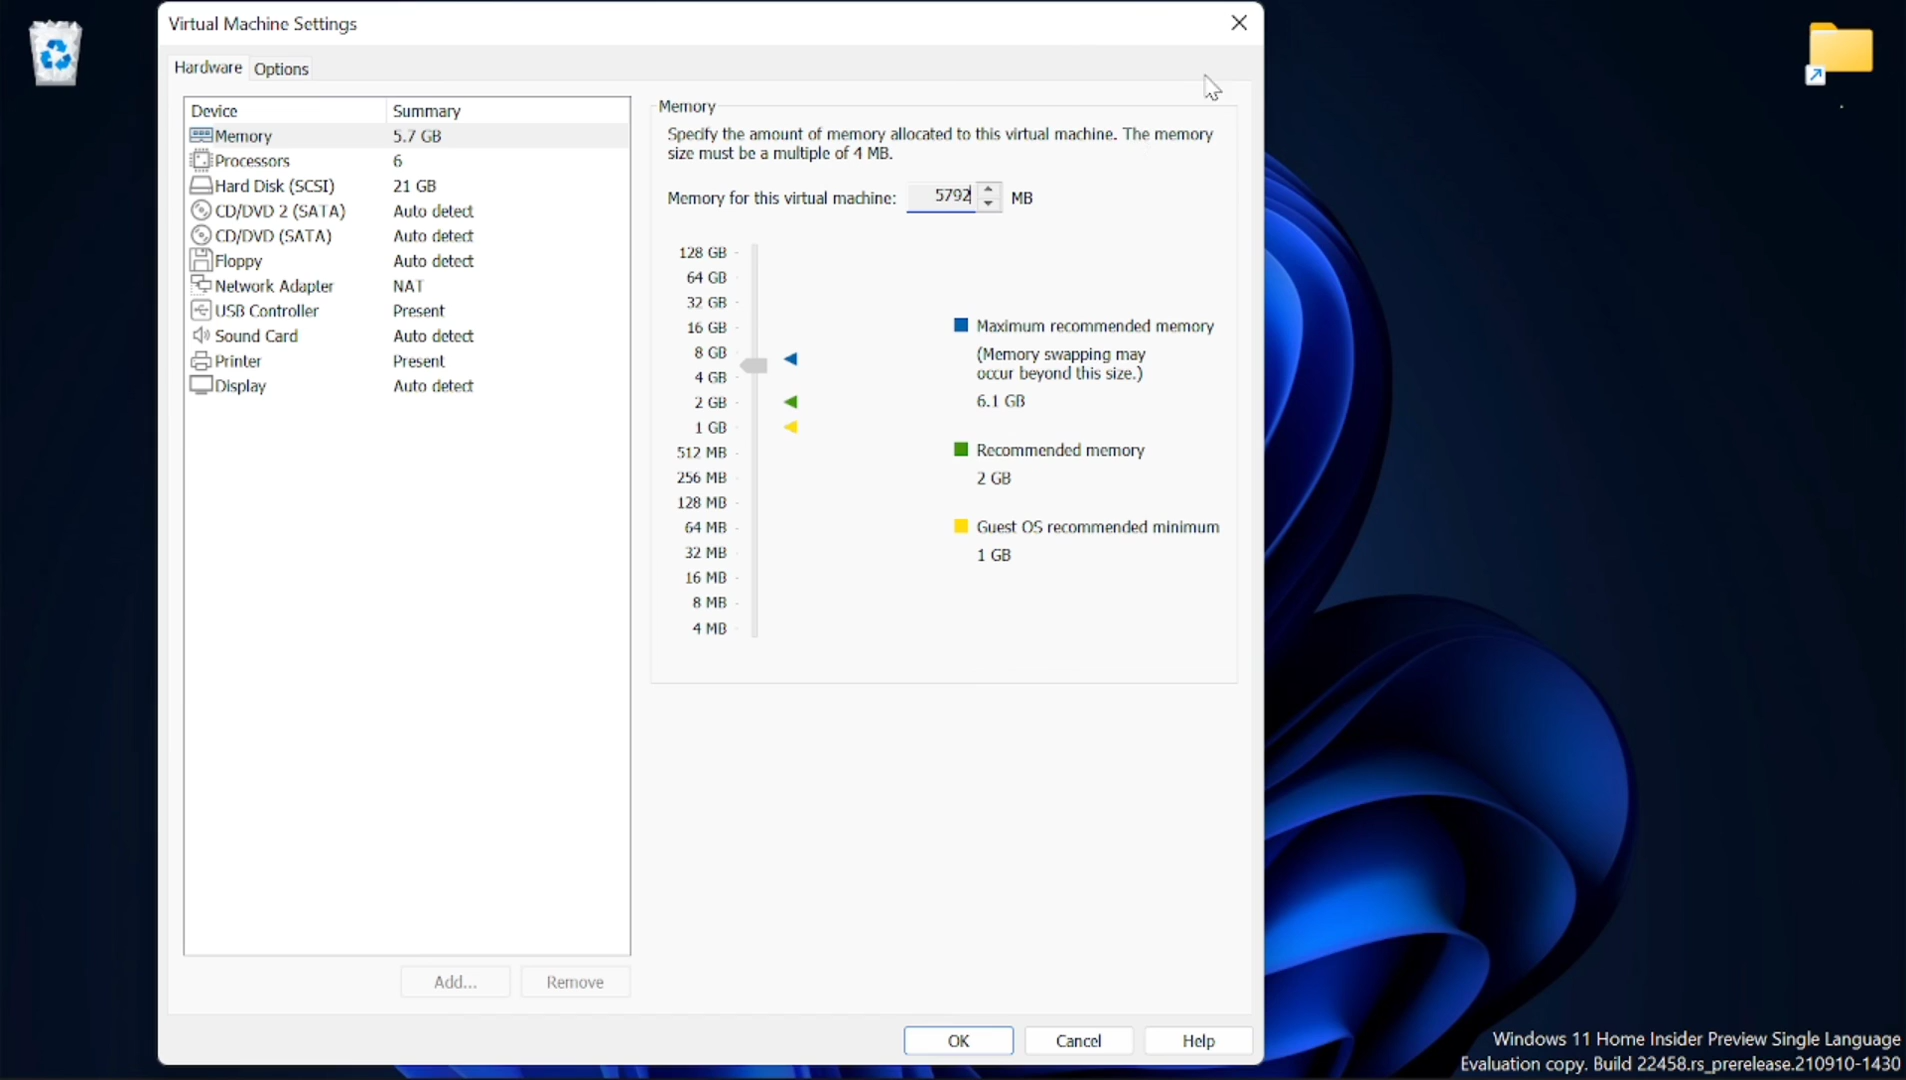 Virtual Machine Settings
Hardware Options
Device Summary
Memory 5.7 GB
Processors 6
Hard Disk (SCSI) 21 GB
CD/DVD 2 (SATA) Auto detect
CD/DVD (SATA) Auto detect
Floppy Auto detect
Network Adapter NAT
USB Controller Present
Sound Card Auto detect
Printer Present
Display Auto detect
Add... Remove
Memory
Specify the amount of memory allocated to this virtual machine. The memory
size must be a multiple of 4 MB.
Memory for this virtual machine: 5792 MB
128 GB
64 GB
32 GB
16 GB
8 GB
4 GB
2 GB
1 GB
512 MB
256 MB
128 MB
64 MB
32 MB
16 MB
8 MB
4 MB
Maximum recommended memory
(Memory swapping may
occur beyond this size.)
6.1 GB
Recommended memory
2 GB
Guest OS recommended minimum
1 GB
OK Cancel Help
Windows 11 Home Insider Preview Single Language
Evaluation copy. Build 22458.rs_prerelease.210910-1430